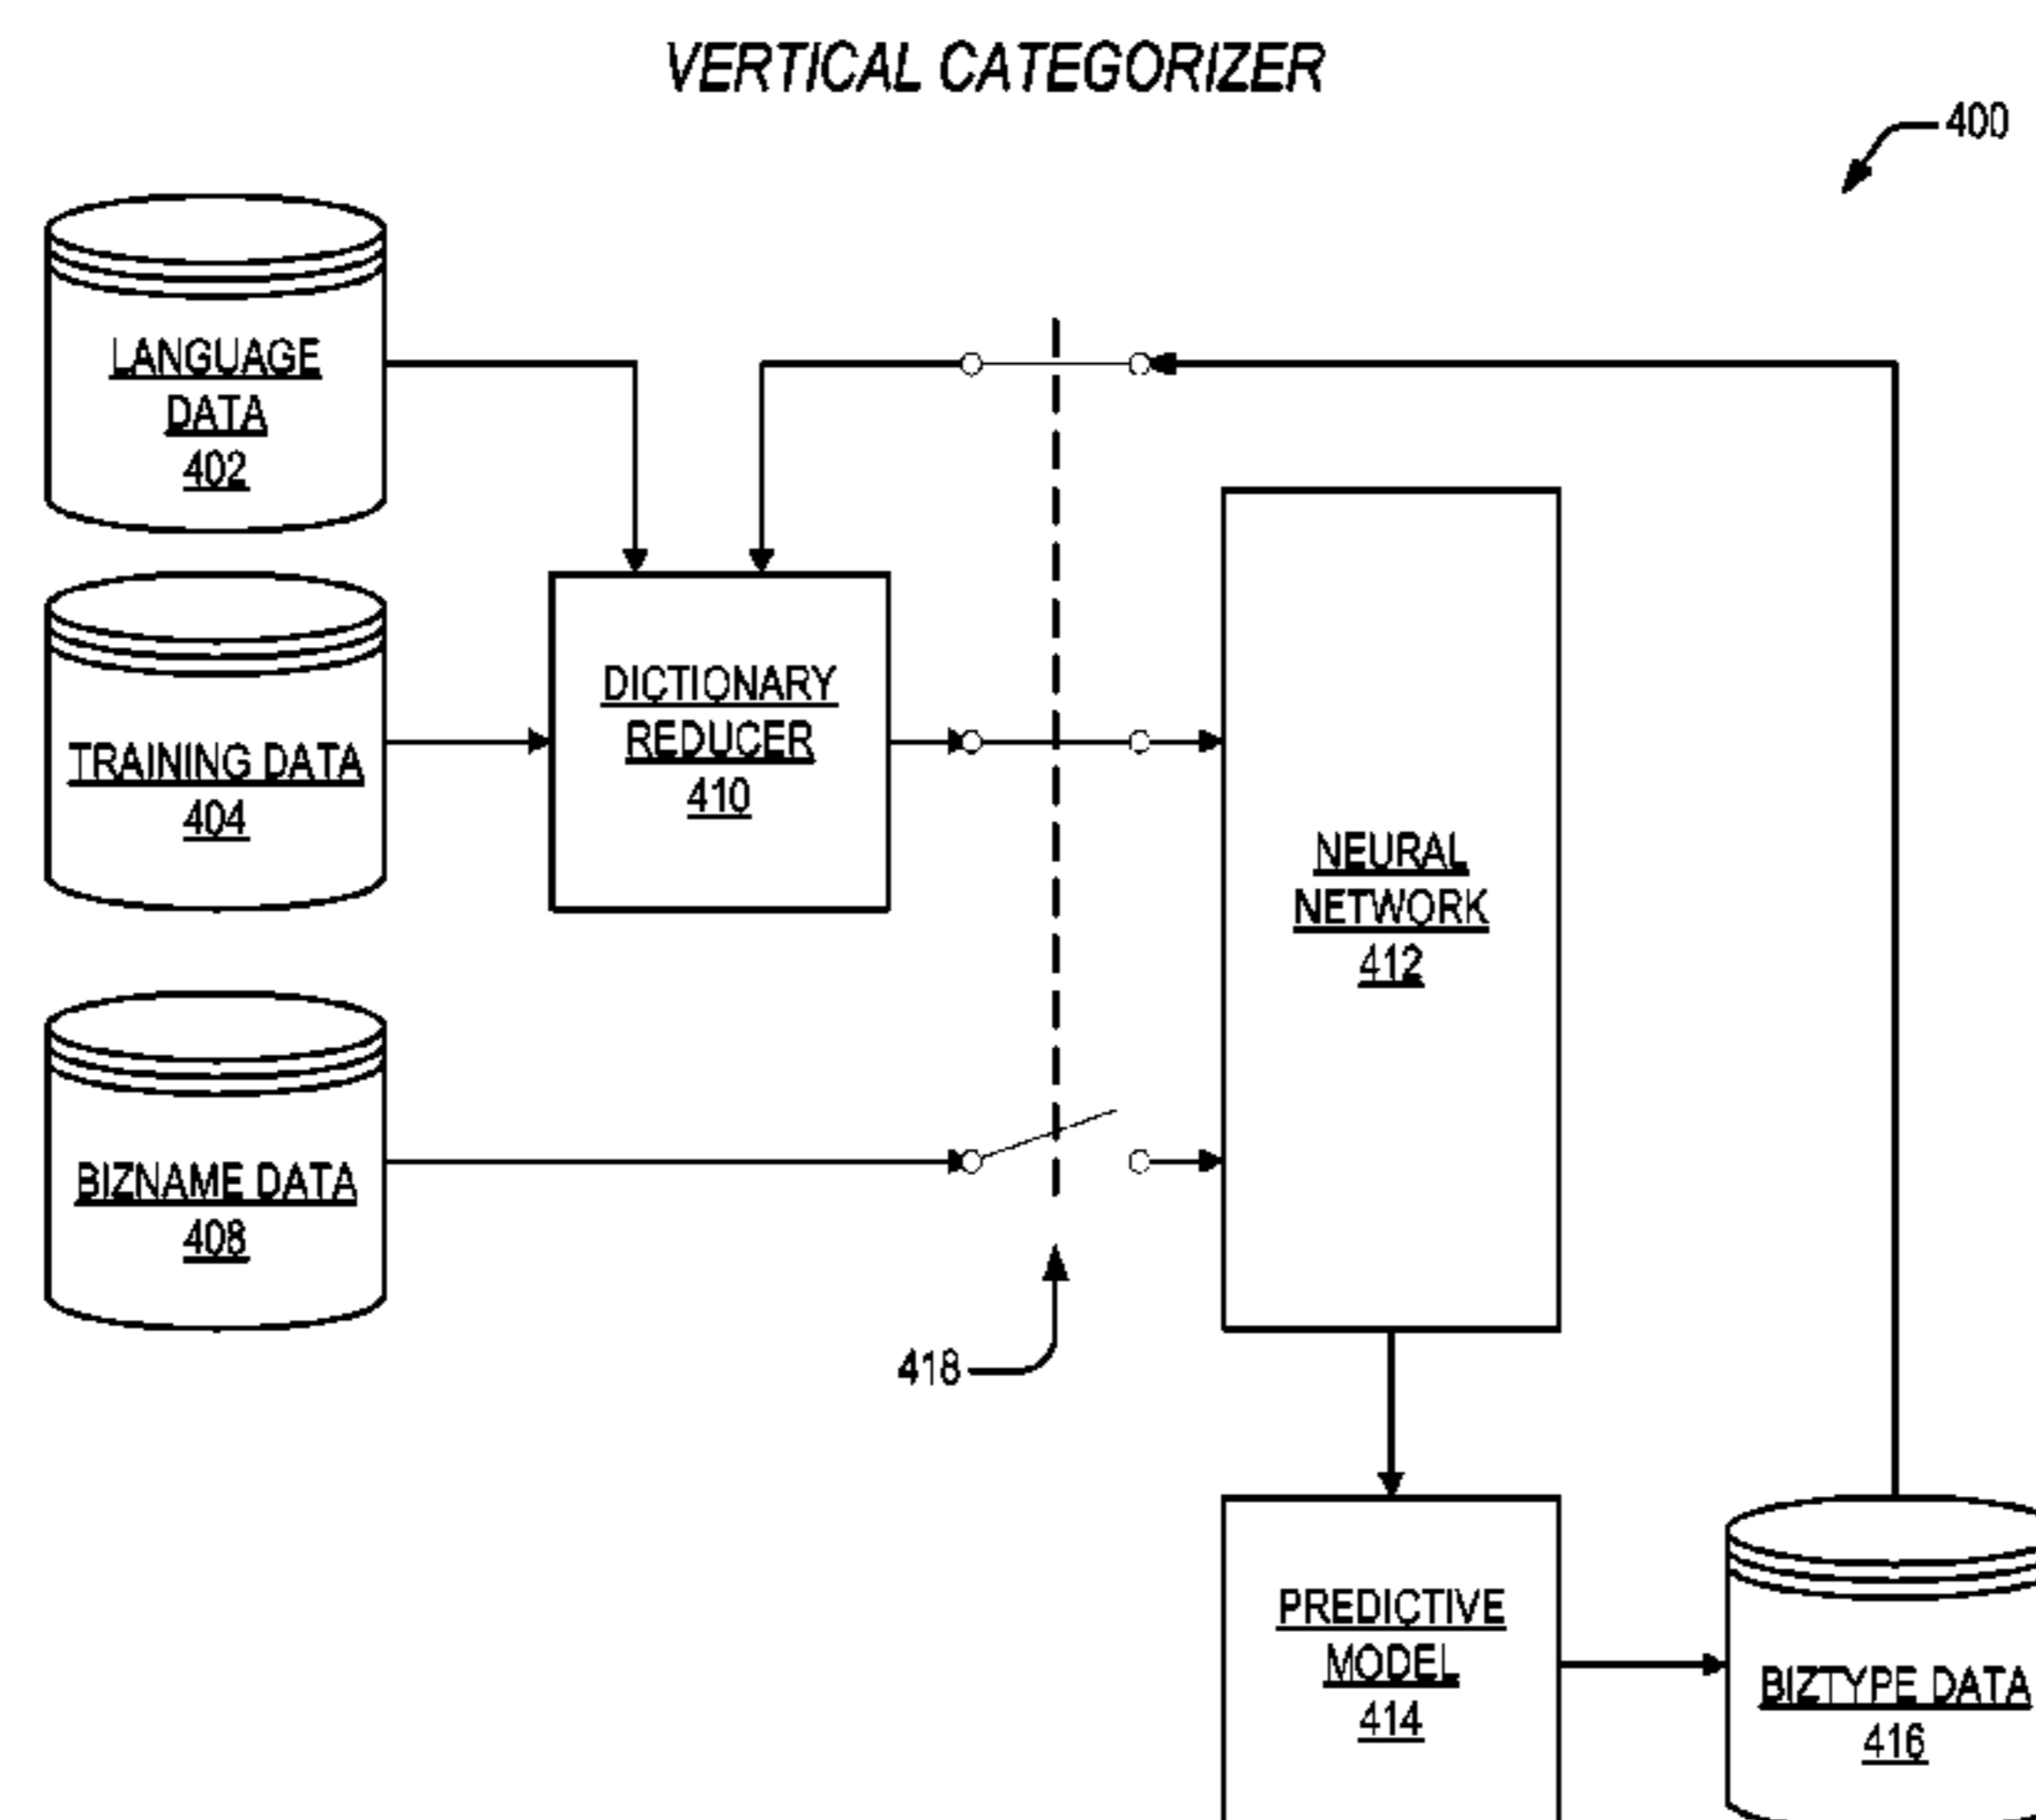 VERTICAL CATEGORIZER
400
LANGUAGE
DATA
402
TRAINING DATA
404
DICTIONARY
REDUCER
410
NEURAL
NETWORK
412
BIZNAME DATA
408
418
PREDICTIVE
MODEL
414
BIZTYPE DATA
416